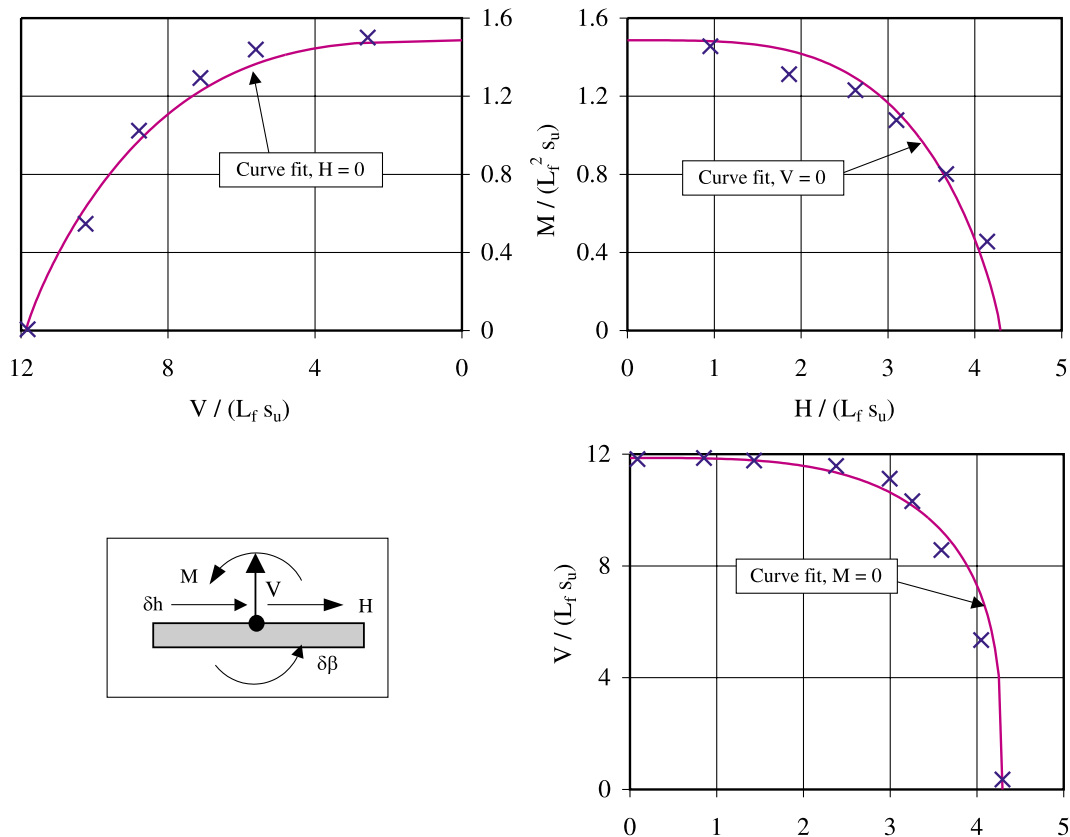 1.6
1.2
0.8
0.4
0
12
8
4
0
V / (L_f s_u)
Curve fit, H = 0
M / (L_f^2 s_u)
1.6
1.2
0.8
0.4
0
0
1
2
3
4
5
H / (L_f s_u)
Curve fit, V = 0
M
V
δh
H
δβ
12
8
4
0
V / (L_f s_u)
Curve fit, M = 0
0
1
2
3
4
5